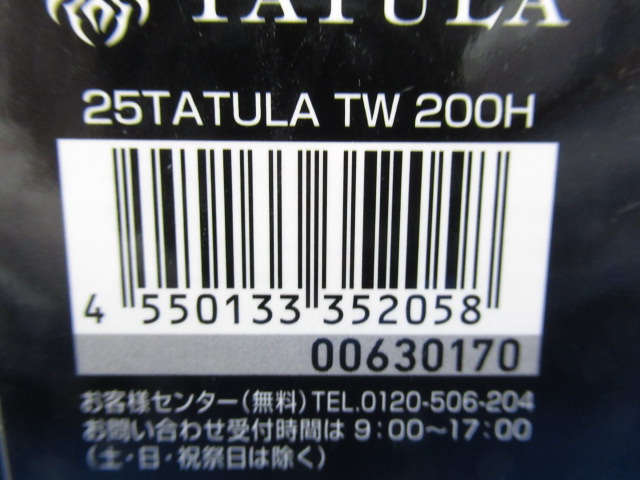 TATULA
25TATULA TW 200H
4 550133 352058
00630170
お客様センター(無料)TEL.0120-506-204
お問い合わせ受付時間は 9:00～17:00
(土・日・祝祭日は除く)